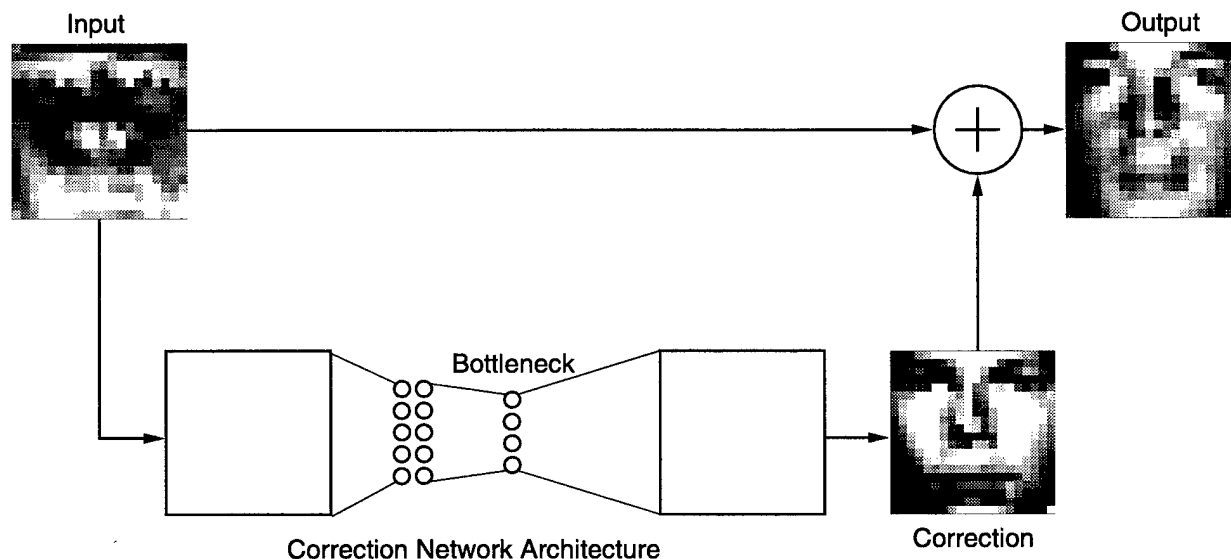 Input
Output
Bottleneck
Correction
Correction Network Architecture